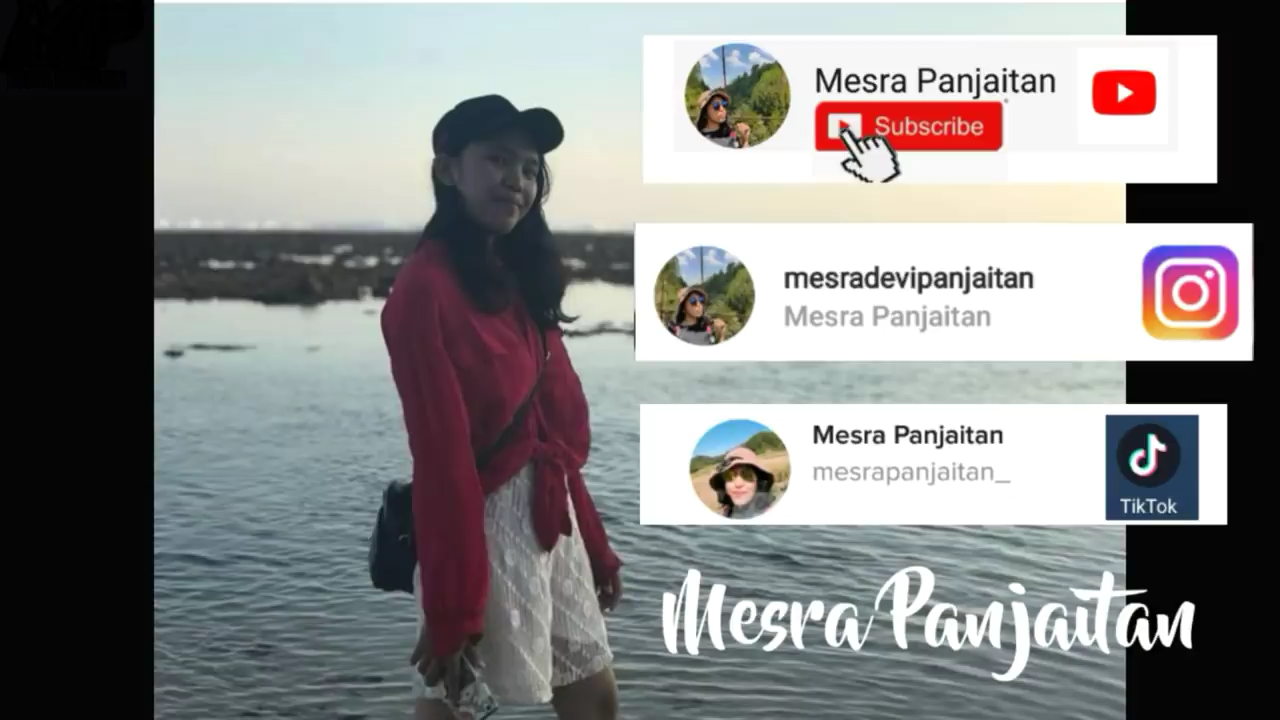 Mesra Panjaitan
Subscribe
mesradevipanjaitan
Mesra Panjaitan
Mesra Panjaitan
mesrapanjaitan_
TikTok
Mesra Panjaitan